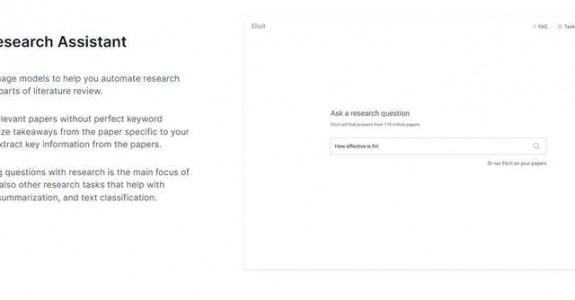 esearch Assistant
uage models to help you automate research
parts of literature review.
levant papers without perfect keyword
ize takeaways from the paper specific to your
xtract key information from the papers.
g questions with research is the main focus of
also other research tasks that help with
summarization, and text classification.
Elicit
FAQ
Task
Ask a research question
Elicit will find answers from 175 million papers
How effective is fni
Or run Elicit on your papers